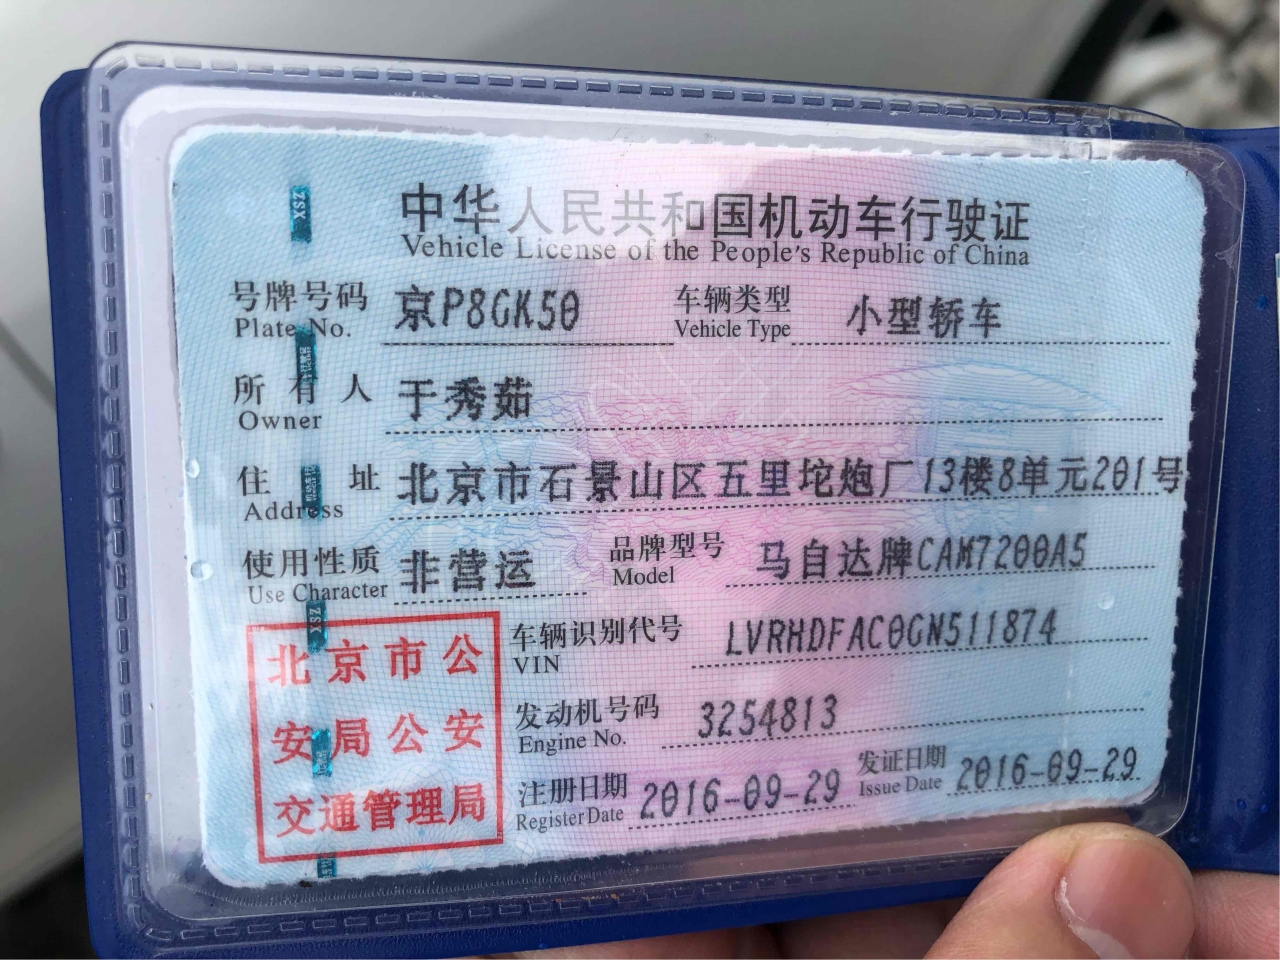 中华人民共和国机动车行驶证
Vehicle License of the People's Republic of China
号牌号码 京P8GK50 车辆类型 小型轿车
Plate No. Vehicle Type
所有人 于秀茹
Owner
住址 北京市石景山区五里坨炮厂13楼8单元201号
Address
使用性质 非营运 品牌型号 马自达牌CAM7200A5
Use Character Model
车辆识别代号 LVRHDFAC0GN511874
VIN
发动机号码 3254813
Engine No.
注册日期 2016-09-29 发证日期 2016-09-29
Register Date Issue Date
北京市公
安局公安
交通管理局
XSZ
XSZ